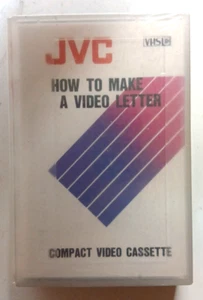 JVC
VHS C
HOW TO MAKE
A VIDEO LETTER
COMPACT VIDEO CASSETTE